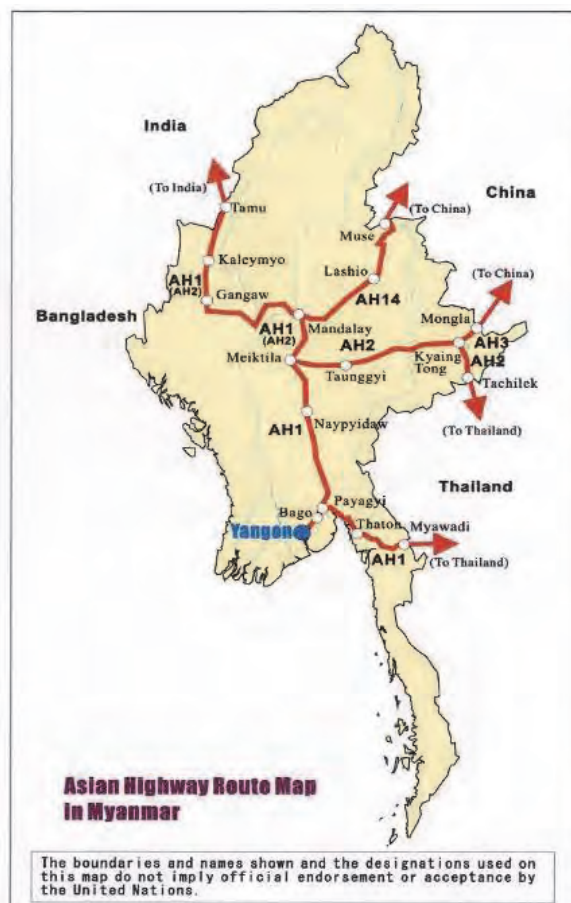 India
(To India)
Tamu
China
(To China)
Muse
Kaleymyo
Lashio
(To China)
AH1
(AH2)
Gangaw
AH14
Bangladesh
AH1
(AH2)
Mandalay
Mongla
AH2
AH3
Meiktila
Kyaing
Tong
AH2
Taunggyi
Tachilek
AH1
Naypyidaw
(To Thailand)
Thailand
Payagyi
Bago
Yangon
Thaton
Myawadi
AH1
(To Thailand)
Asian Highway Route Map
in Myanmar
The boundaries and names shown and the designations used on
this map do not imply official endorsement or acceptance by
the United Nations.